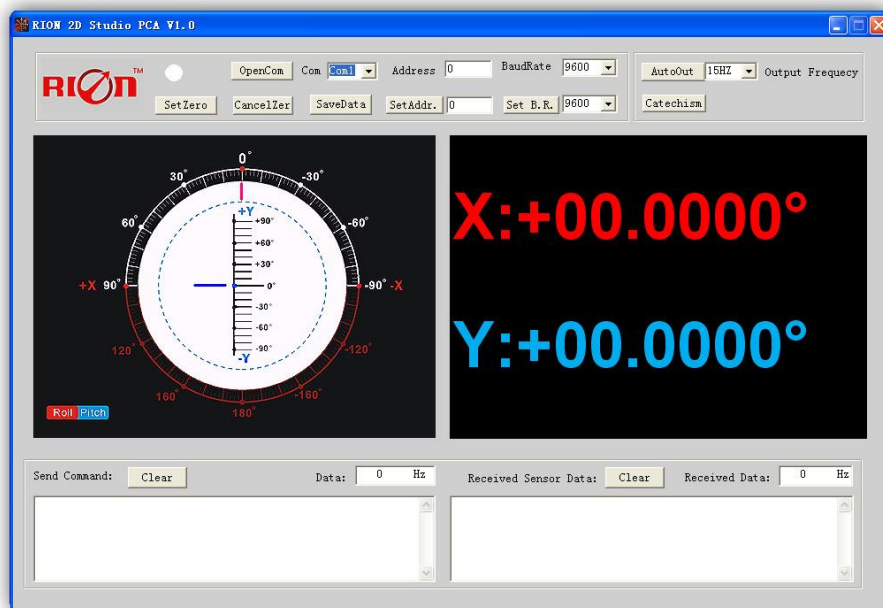 RION 2D Studio PCA V1.0
RION™
OpenCom Com Com1 Address 0 BaudRate 9600
SetZero CancelZer SaveData SetAddr. 0 Set B.R. 9600
AutoOut 15HZ Output Frequecy
Catechism
0°
30° -30°
60° -60°
+X 90° -90° -X
120° -120°
160° -160°
180°
+Y
+90°
+60°
+30°
0°
-30°
-60°
-90°
-Y
Roll Pitch
X:+00.0000°
Y:+00.0000°
Send Command: Clear Data: 0 Hz
Received Sensor Data: Clear Received Data: 0 Hz